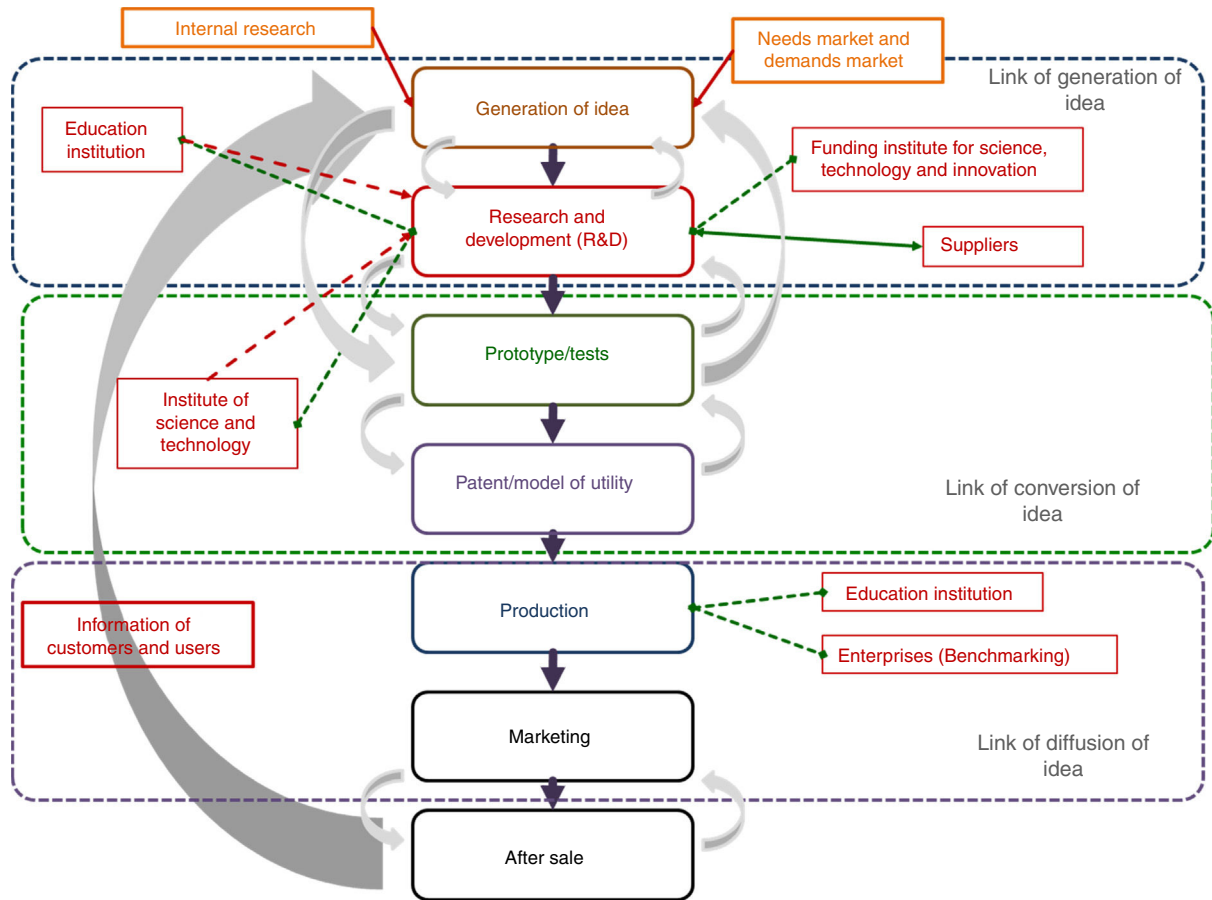 Internal research
Needs market and
demands market
Link of generation of
idea
Generation of idea
Education
institution
Funding institute for science,
technology and innovation
Research and
development (R&D)
Suppliers
Prototype/tests
Institute of
science and
technology
Patent/model of utility
Link of conversion of
idea
Production
Education institution
Information of
customers and users
Enterprises (Benchmarking)
Marketing
Link of diffusion of
idea
After sale